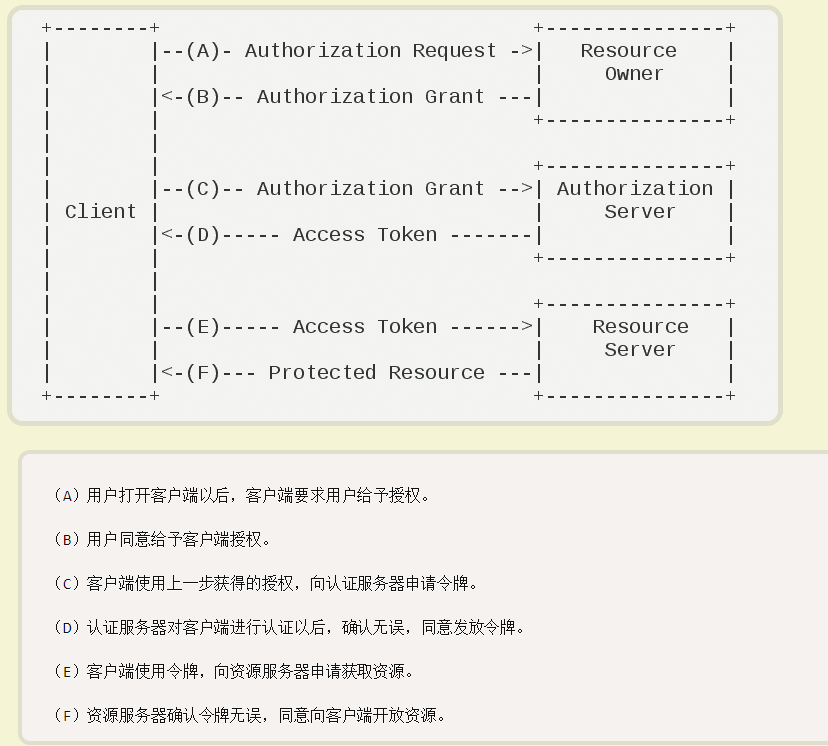 +--------+                               +---------------+
|        |--(A)- Authorization Request ->|   Resource    |
|        |                               |     Owner     |
|        |<-(B)-- Authorization Grant ---|               |
|        |                               +---------------+
|        |
|        |                               +---------------+
|        |--(C)-- Authorization Grant -->| Authorization |
| Client |                               |     Server    |
|        |<-(D)----- Access Token -------|               |
|        |                               +---------------+
|        |
|        |                               +---------------+
|        |--(E)----- Access Token ------>|    Resource   |
|        |                               |     Server    |
|        |<-(F)--- Protected Resource ---|               |
+--------+                               +---------------+
（A）用户打开客户端以后，客户端要求用户给予授权。
（B）用户同意给予客户端授权。
（C）客户端使用上一步获得的授权，向认证服务器申请令牌。
（D）认证服务器对客户端进行认证以后，确认无误，同意发放令牌。
（E）客户端使用令牌，向资源服务器申请获取资源。
（F）资源服务器确认令牌无误，同意向客户端开放资源。